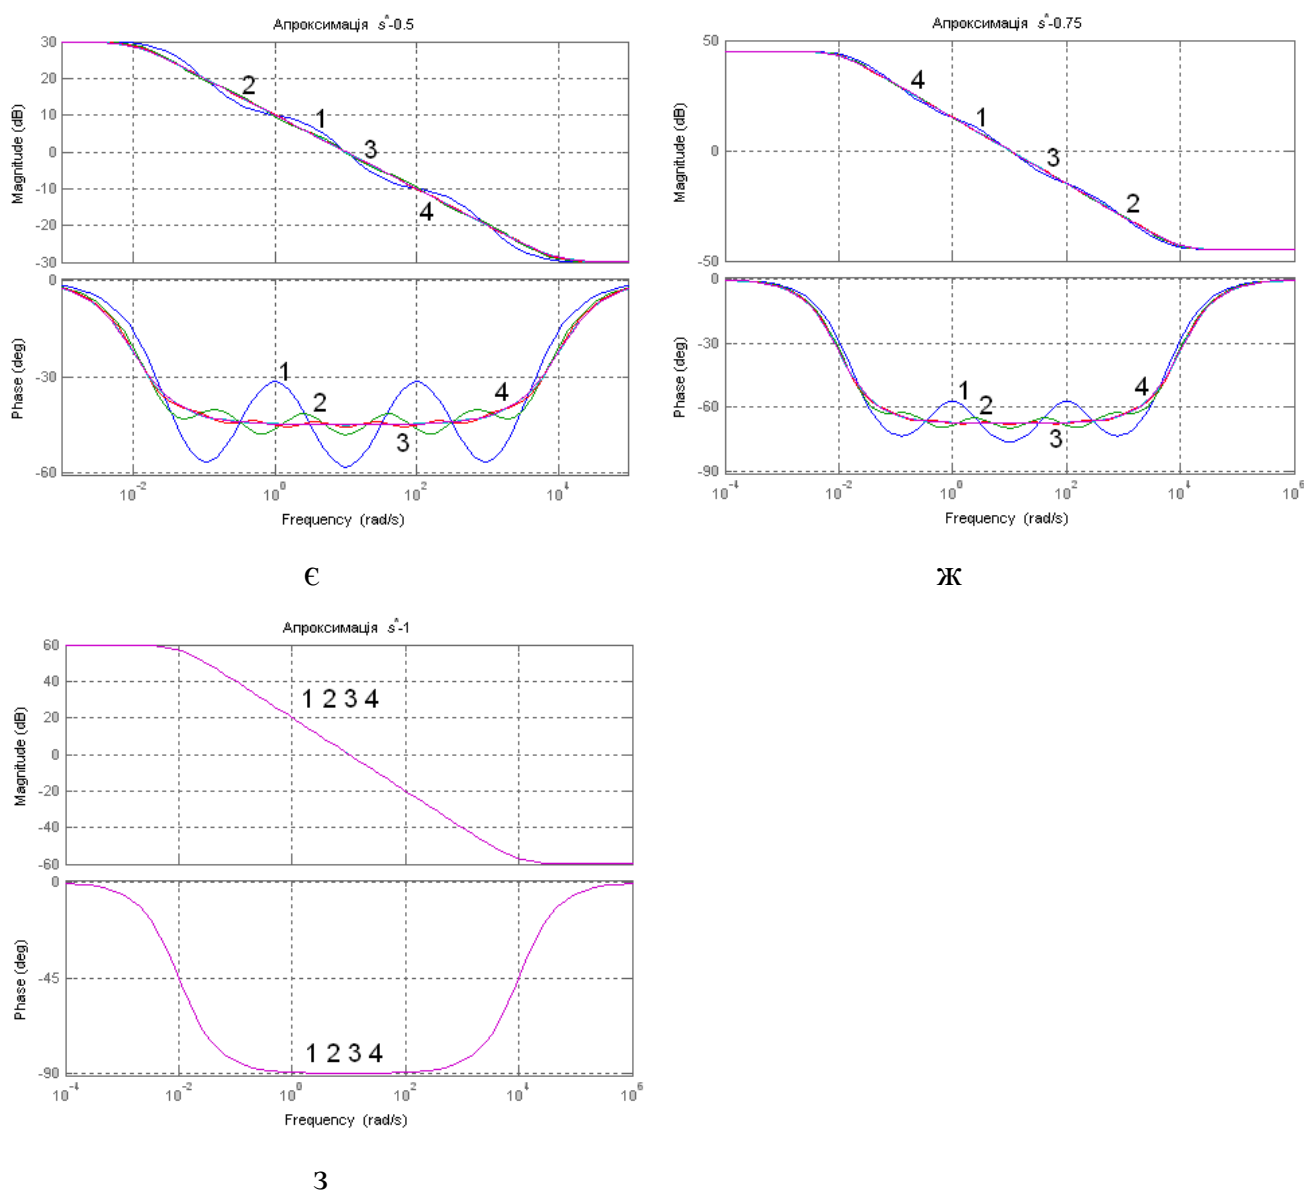 Апроксимація s^-0.5
30
20
10
0
-10
-20
-30
Magnitude (dB)
2
1
3
4
0
-30
-60
Phase (deg)
1
2
3
4
10^-2 10^0 10^2 10^4
Frequency (rad/s)
є
Апроксимація s^-0.75
50
0
-50
Magnitude (dB)
4
1
3
2
0
-30
-60
-90
Phase (deg)
1
2
3
4
10^-4 10^-2 10^0 10^2 10^4 10^6
Frequency (rad/s)
ж
Апроксимація s^-1
60
40
20
0
-20
-40
-60
Magnitude (dB)
1 2 3 4
0
-45
-90
Phase (deg)
1 2 3 4
10^-4 10^-2 10^0 10^2 10^4 10^6
Frequency (rad/s)
з